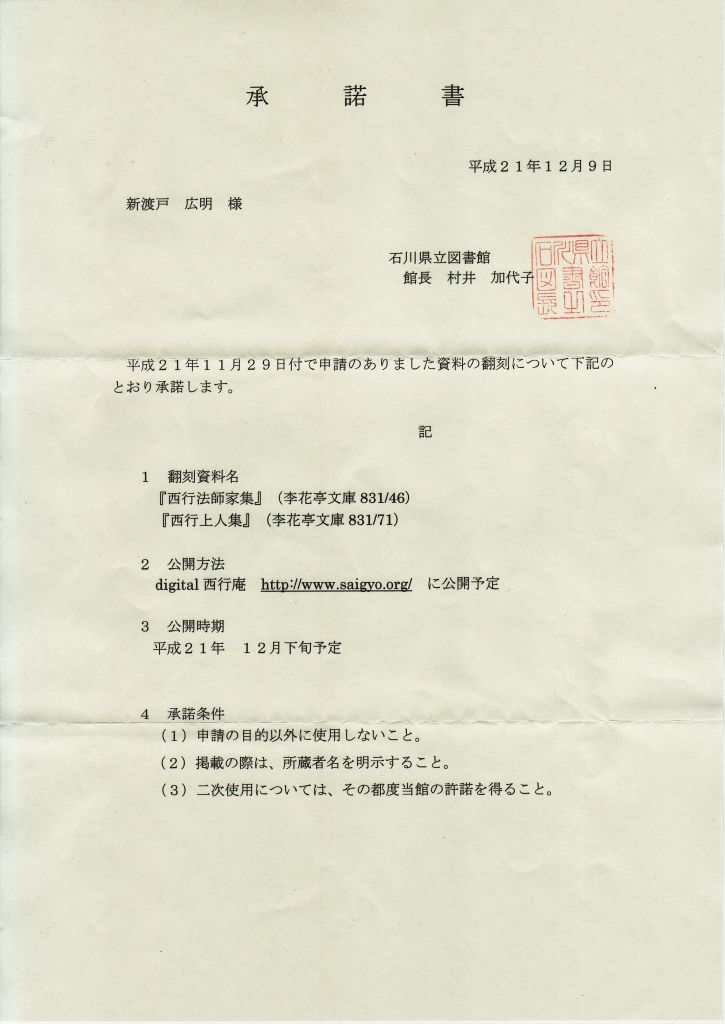 承諾書
平成２１年１２月９日
新渡戸　広明　様
石川県立図書館
館長　村井　加代子
平成２１年１１月２９日付で申請のありました資料の翻刻について下記の
とおり承諾します。
記
１　翻刻資料名
『西行法師家集』（李花亭文庫 831/46）
『西行上人集』（李花亭文庫 831/71）
２　公開方法
digital 西行庵　http://www.saigyo.org/　に公開予定
３　公開時期
平成２１年　１２月下旬予定
４　承諾条件
（１）申請の目的以外に使用しないこと。
（２）掲載の際は、所蔵者名を明示すること。
（３）二次使用については、その都度当館の許諾を得ること。